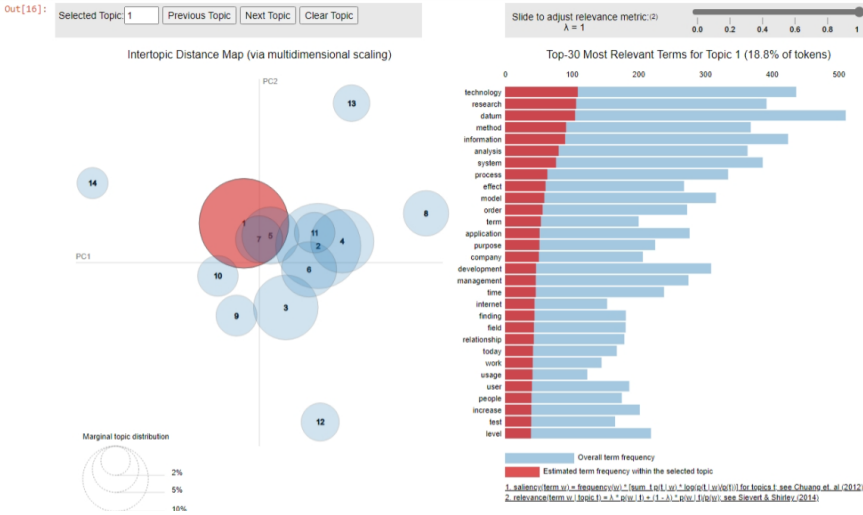 Out[16]:
Selected Topic: 1 Previous Topic Next Topic Clear Topic
Slide to adjust relevance metric:(2)
λ = 1
0.0 0.2 0.4 0.6 0.8 1
Intertopic Distance Map (via multidimensional scaling)
PC2
PC1
13
14
8
1
7
5
11
2
4
6
10
9
3
12
Marginal topic distribution
2%
5%
10%
Top-30 Most Relevant Terms for Topic 1 (18.8% of tokens)
0 100 200 300 400 500
technology
research
datum
method
information
analysis
system
process
effect
model
order
term
application
purpose
company
development
management
time
internet
finding
field
relationship
today
work
usage
user
people
increase
test
level
Overall term frequency
Estimated term frequency within the selected topic
1. saliency(term w) = frequency(w) * [sum_t p(t | w) * log(p(t | w)/p(t))] for topics t; see Chuang et. al (2012)
2. relevance(term w | topic t) = λ * p(w | t) + (1 - λ) * p(w | t)/p(w); see Sievert & Shirley (2014)